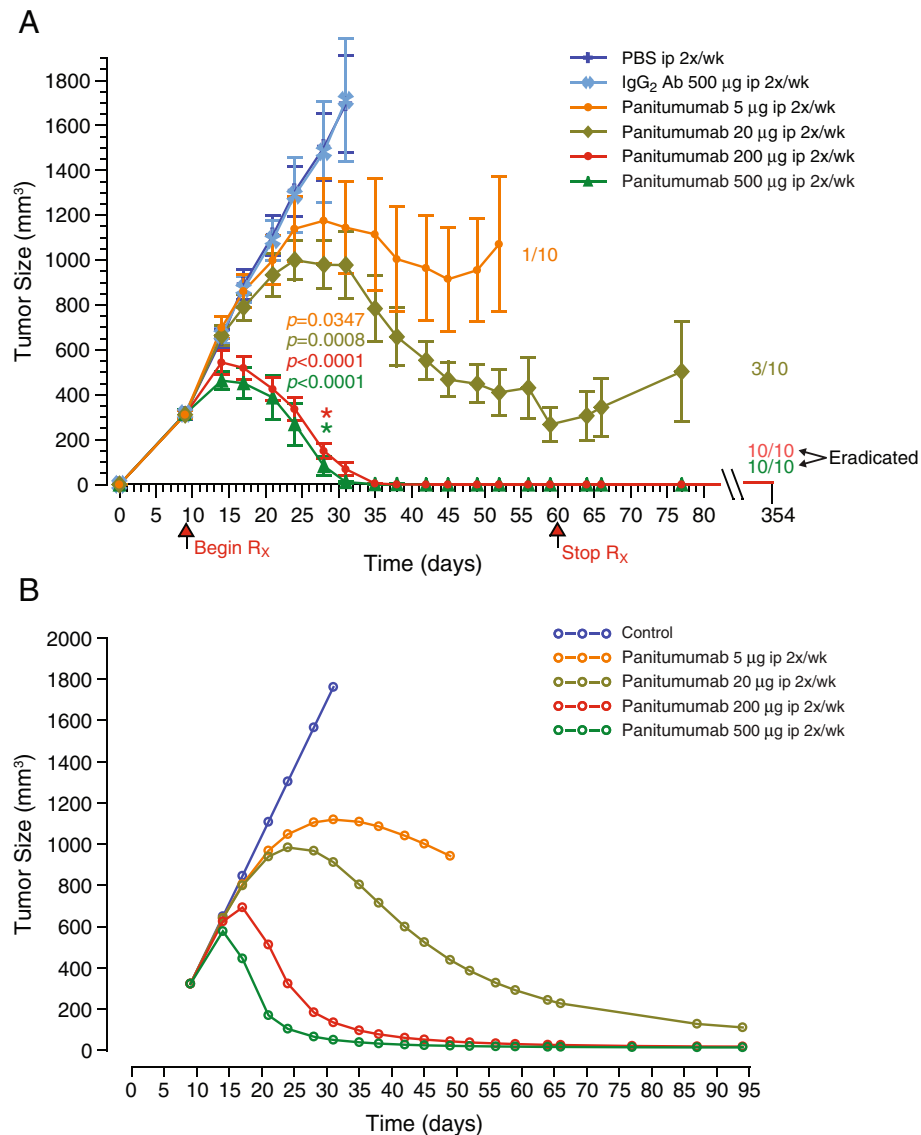 A
PBS ip 2x/wk
IgG₂ Ab 500 µg ip 2x/wk
Panitumumab 5 µg ip 2x/wk
Panitumumab 20 µg ip 2x/wk
Panitumumab 200 µg ip 2x/wk
Panitumumab 500 µg ip 2x/wk
Tumor Size (mm³)
1800
1600
1400
1200
1000
800
600
400
200
0
1/10
p=0.0347
p=0.0008
p<0.0001
p<0.0001
*
*
3/10
10/10
10/10
Eradicated
0 5 10 15 20 25 30 35 40 45 50 55 60 65 70 75 80 354
Begin Rx
Stop Rx
Time (days)
B
Control
Panitumumab 5 µg ip 2x/wk
Panitumumab 20 µg ip 2x/wk
Panitumumab 200 µg ip 2x/wk
Panitumumab 500 µg ip 2x/wk
Tumor Size (mm³)
2000
1800
1600
1400
1200
1000
800
600
400
200
0
0 5 10 15 20 25 30 35 40 45 50 55 60 65 70 75 80 85 90 95
Time (days)